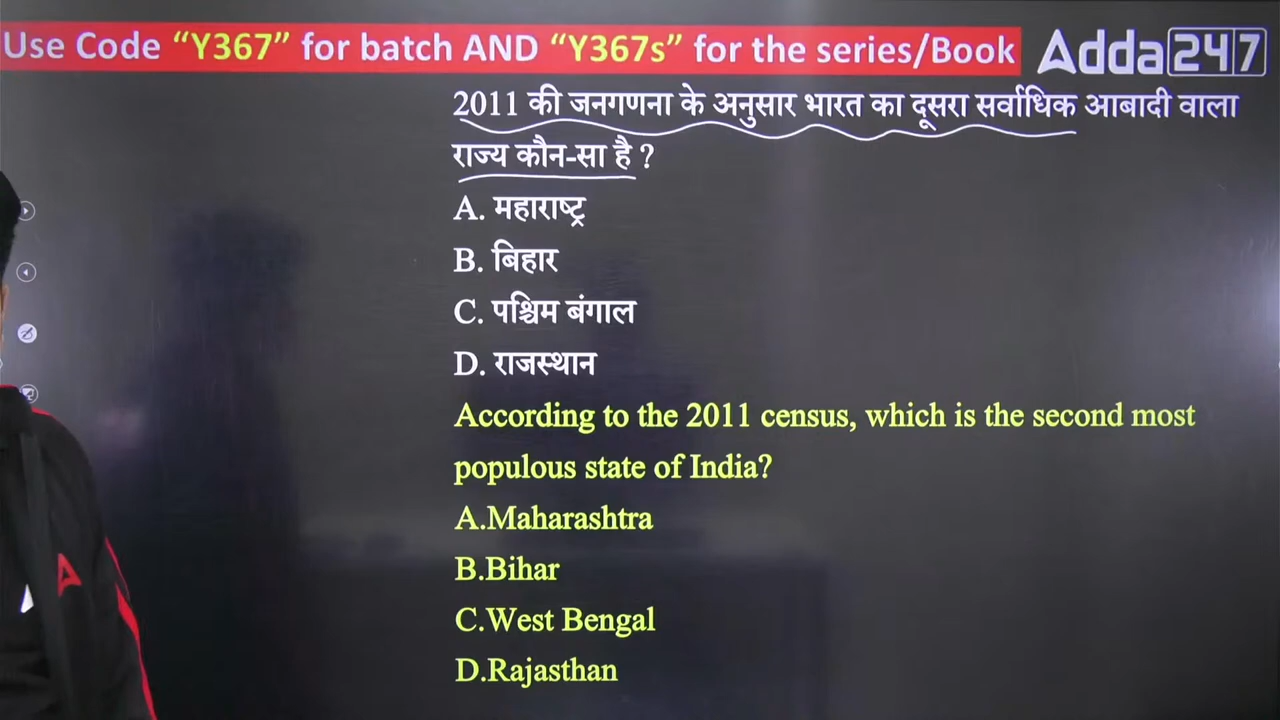 Use Code “Y367” for batch AND “Y367s” for the series/Book
Adda247
2011 की जनगणना के अनुसार भारत का दूसरा सर्वाधिक आबादी वाला
राज्य कौन-सा है ?
A. महाराष्ट्र
B. बिहार
C. पश्चिम बंगाल
D. राजस्थान
According to the 2011 census, which is the second most
populous state of India?
A.Maharashtra
B.Bihar
C.West Bengal
D.Rajasthan